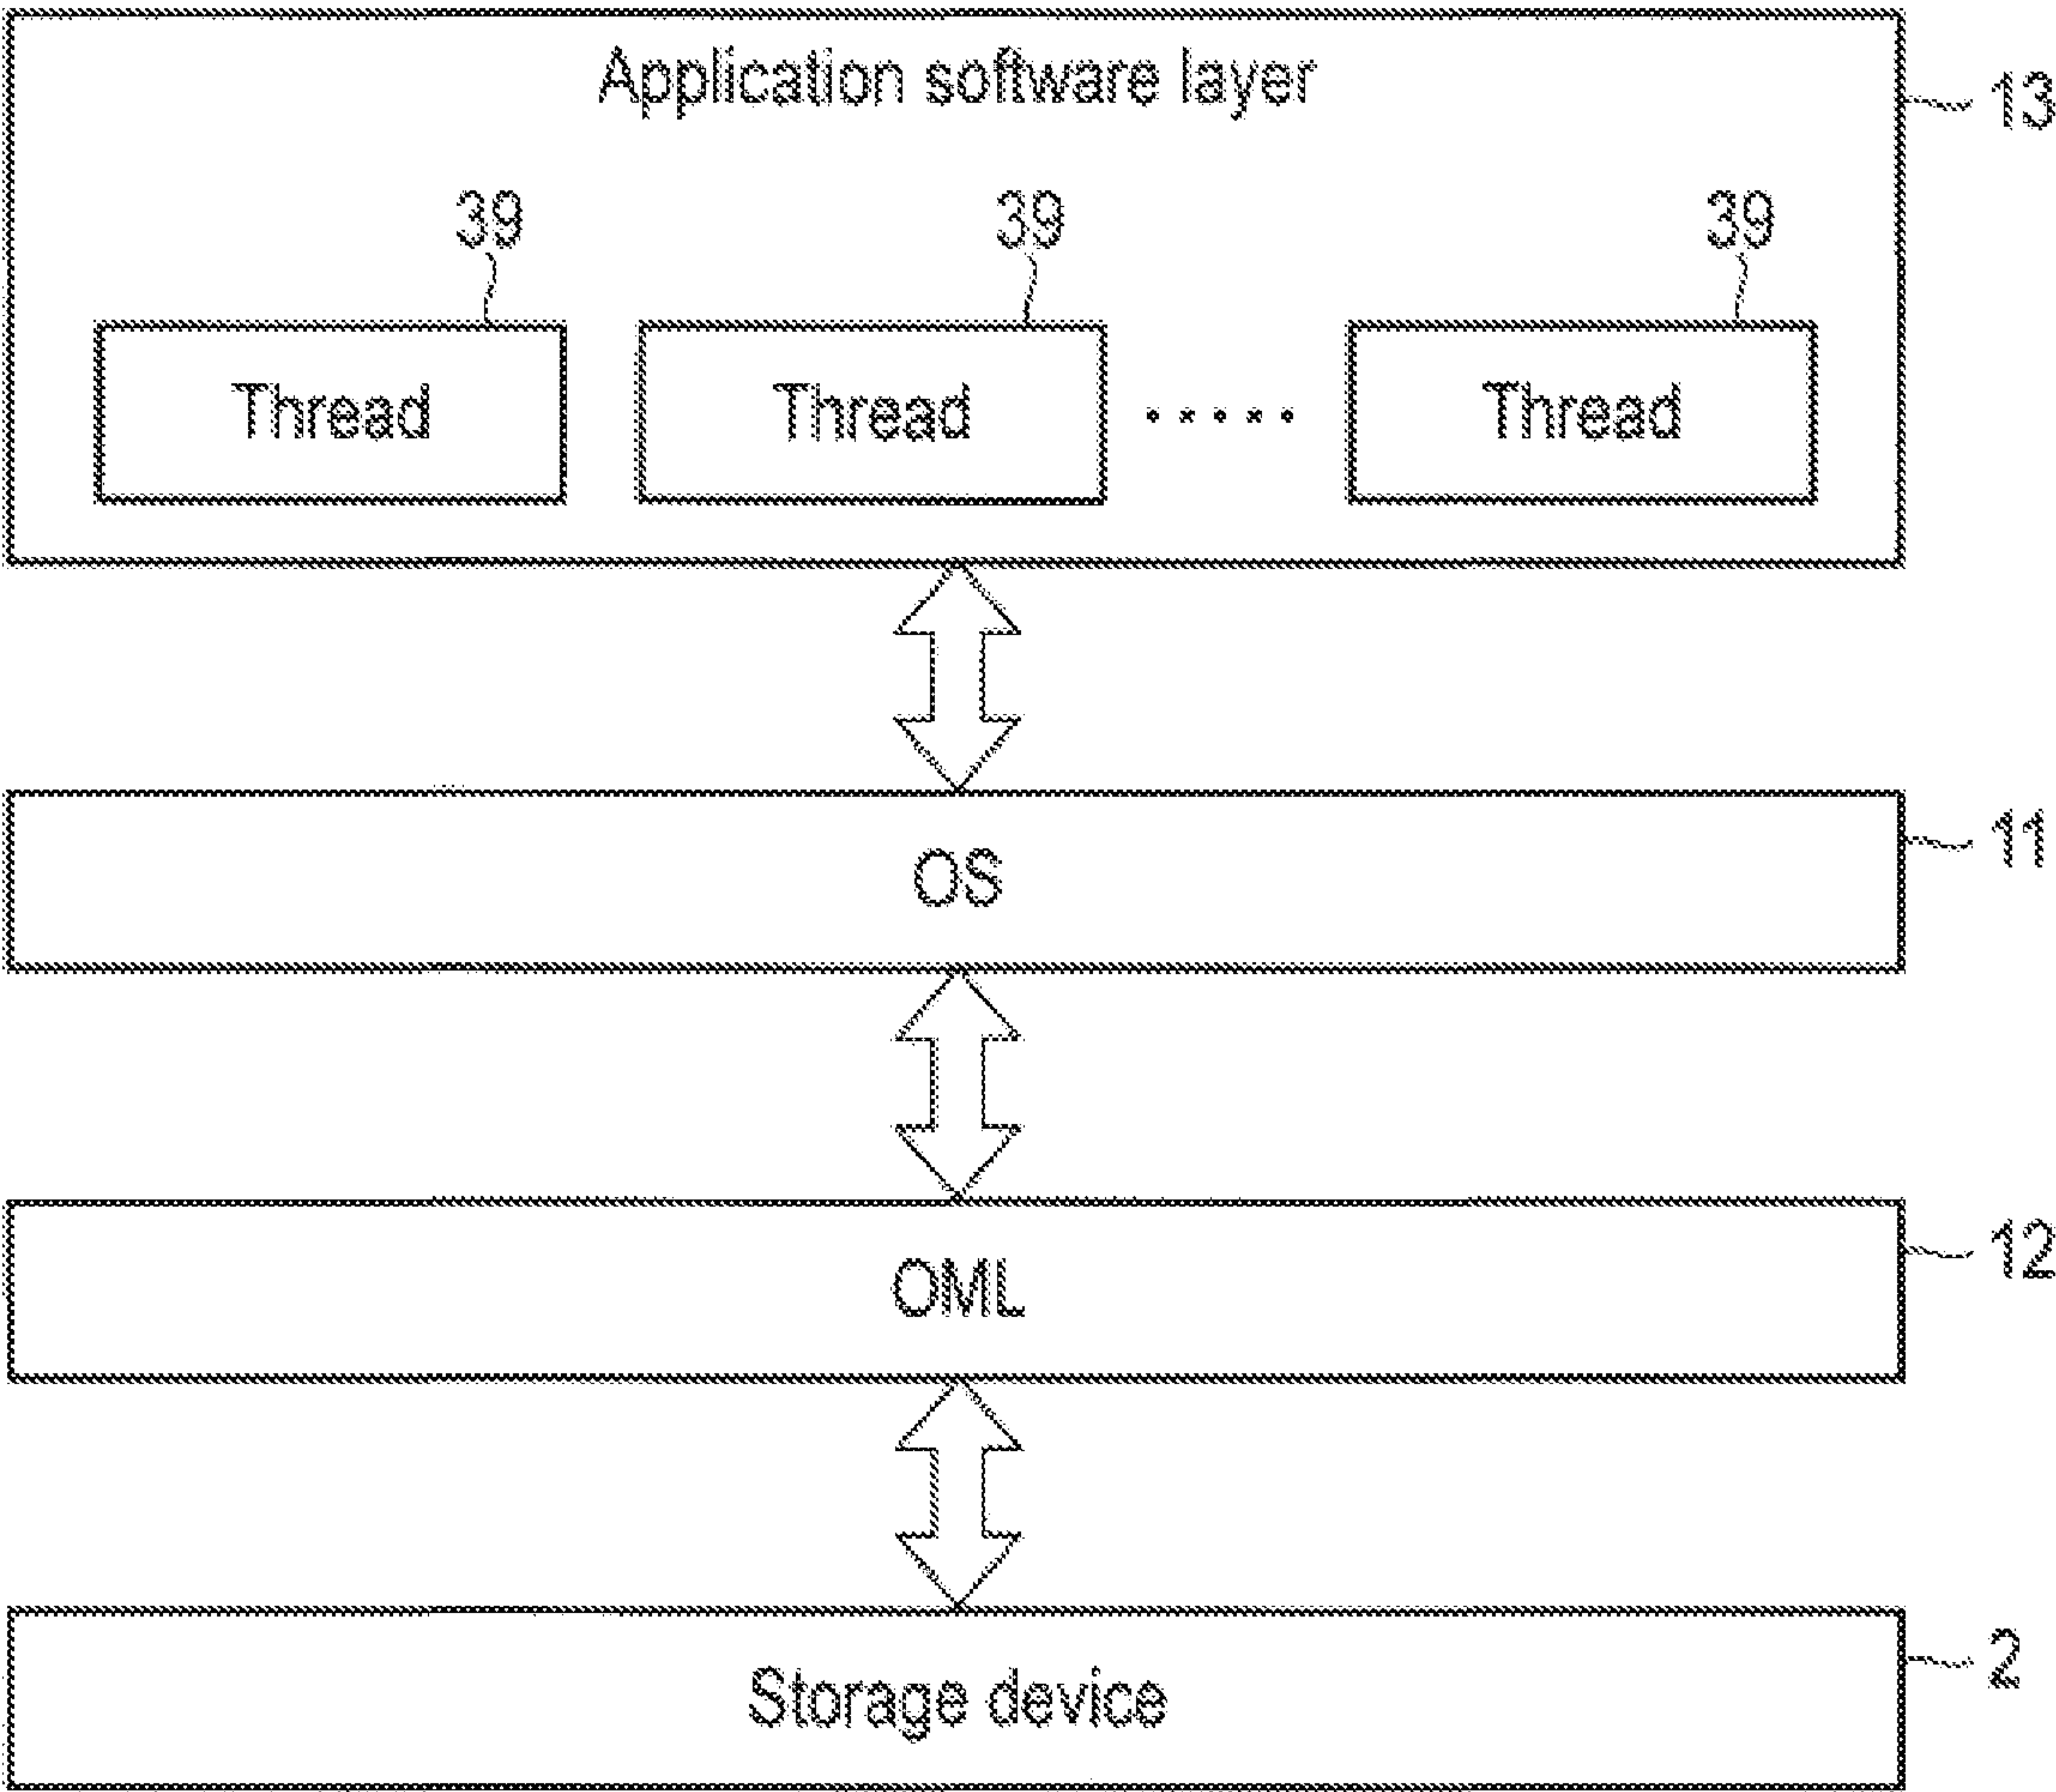 Application software layer
13
39 39 39
Thread Thread ..... Thread
OS
11
OML
12
Storage device
2